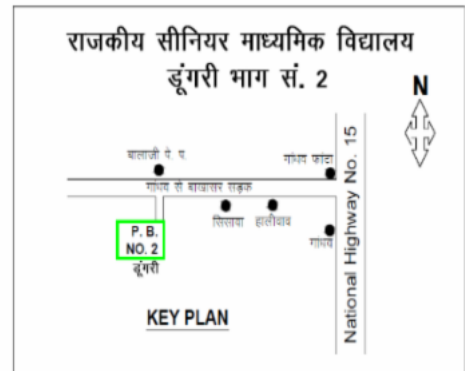 राजकीय सीनियर माध्यमिक विद्यालय
डूंगरी भाग सं. 2
N
बालाजी पे. प.
गांधव फांटा
गांधव से बाखासर सड़क
P. B.
NO. 2
डूंगरी
सिसावा
हालीवाव
गांधव
National Highway No. 15
KEY PLAN